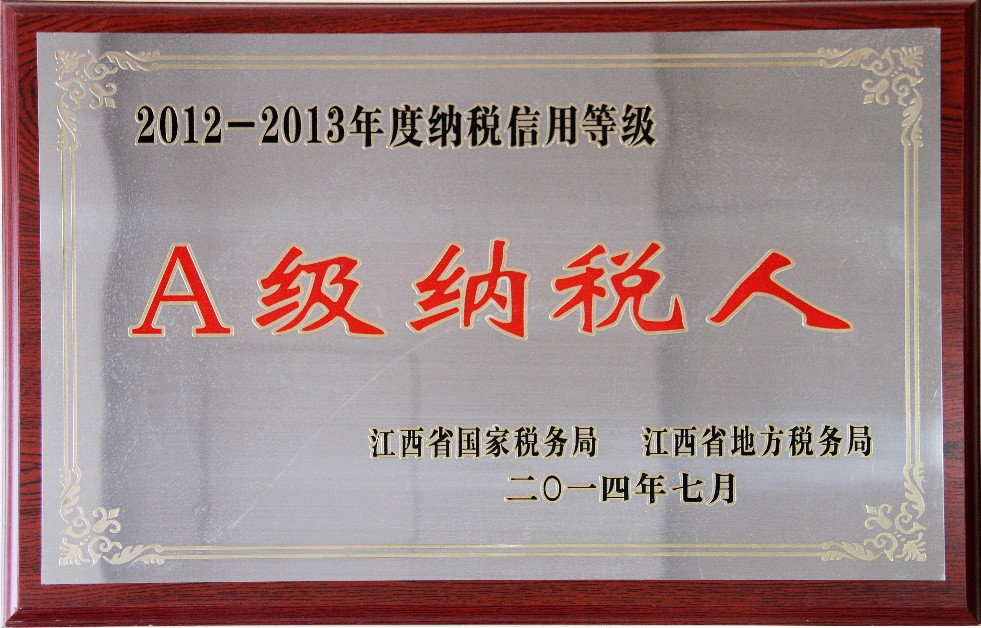 2012-2013年度纳税信用等级
A级纳税人
江西省国家税务局 江西省地方税务局
二〇一四年七月